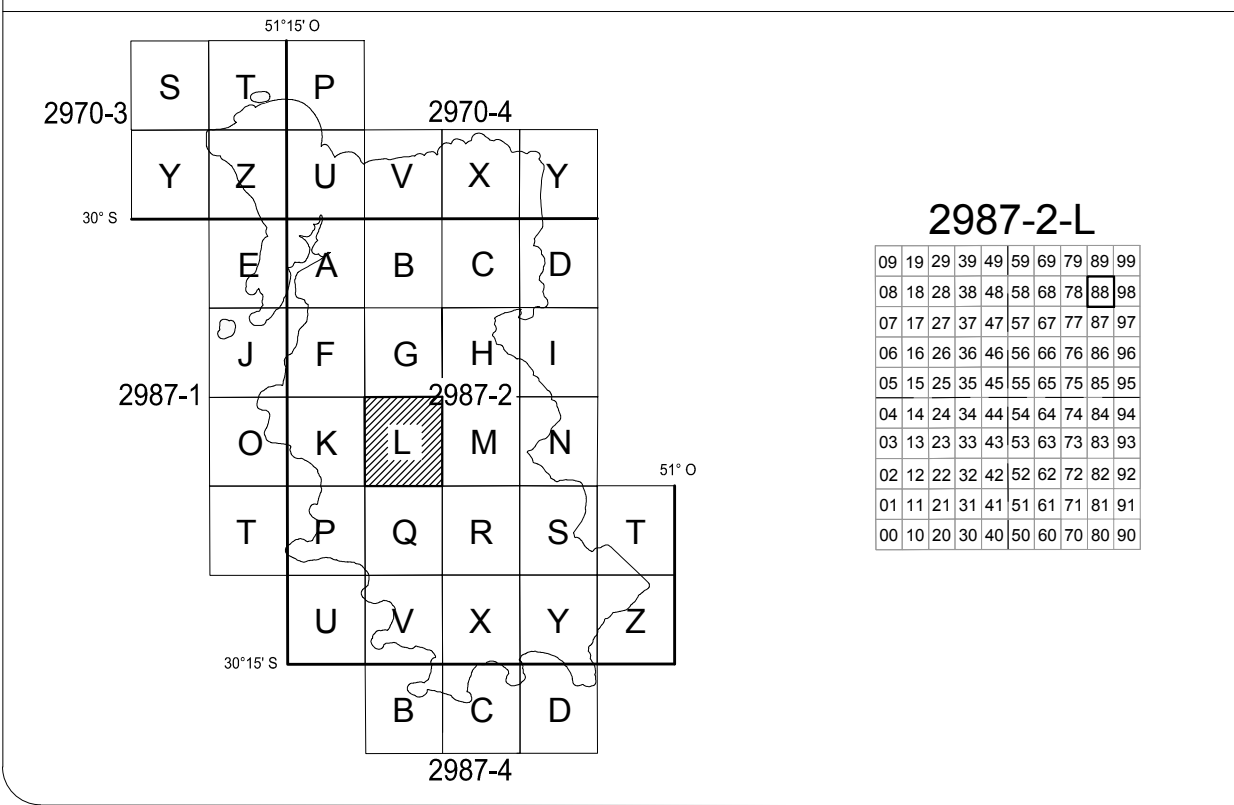 51°15' O
S T P
2970-3 2970-4
Y Z U V X Y
30° S
E A B C D
J F G H I
2987-1 2987-2
O K L M N
51° O
T P Q R S T
U V X Y Z
30°15' S
B C D
2987-4
2987-2-L
09 19 29 39 49 59 69 79 89 99
08 18 28 38 48 58 68 78 88 98
07 17 27 37 47 57 67 77 87 97
06 16 26 36 46 56 66 76 86 96
05 15 25 35 45 55 65 75 85 95
04 14 24 34 44 54 64 74 84 94
03 13 23 33 43 53 63 73 83 93
02 12 22 32 42 52 62 72 82 92
01 11 21 31 41 51 61 71 81 91
00 10 20 30 40 50 60 70 80 90